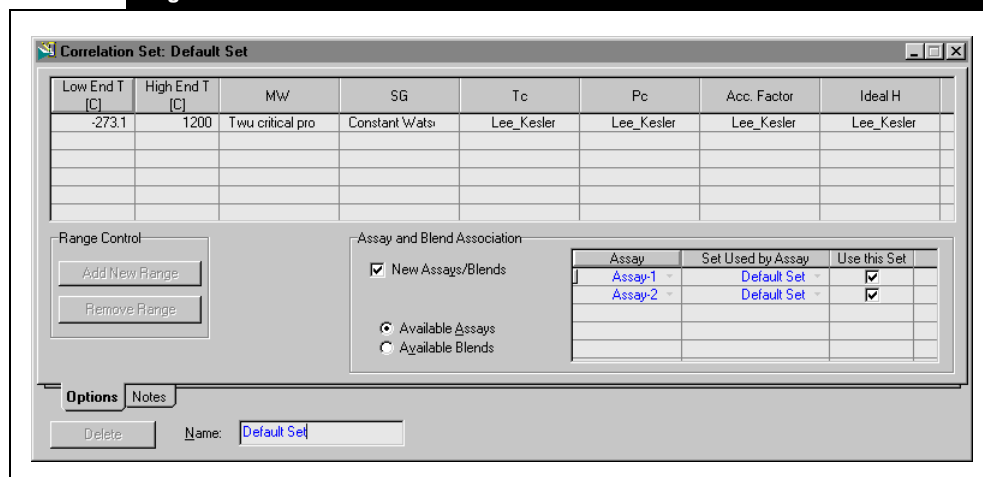 Correlation Set: Default Set
Low End T [C] High End T [C] MW SG Tc Pc Acc. Factor Ideal H
-273.1 1200 Twu critical pro Constant Wats Lee_Kesler Lee_Kesler Lee_Kesler Lee_Kesler
Range Control Assay and Blend Association
Add New Range New Assays/Blends Assay Set Used by Assay Use this Set
Assay-1 Default Set
Assay-2 Default Set
Remove Range
Available Assays
Available Blends
Options Notes
Delete Name: Default Set